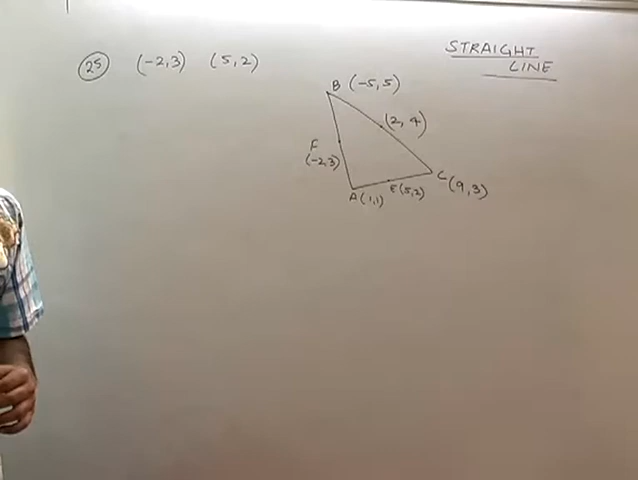 STRAIGHT
LINE
25 (-2,3) (5,2)
B (-5,5)
(2, 4)
F
(-2,3)
C (9,3)
E (5,2)
A (1,1)